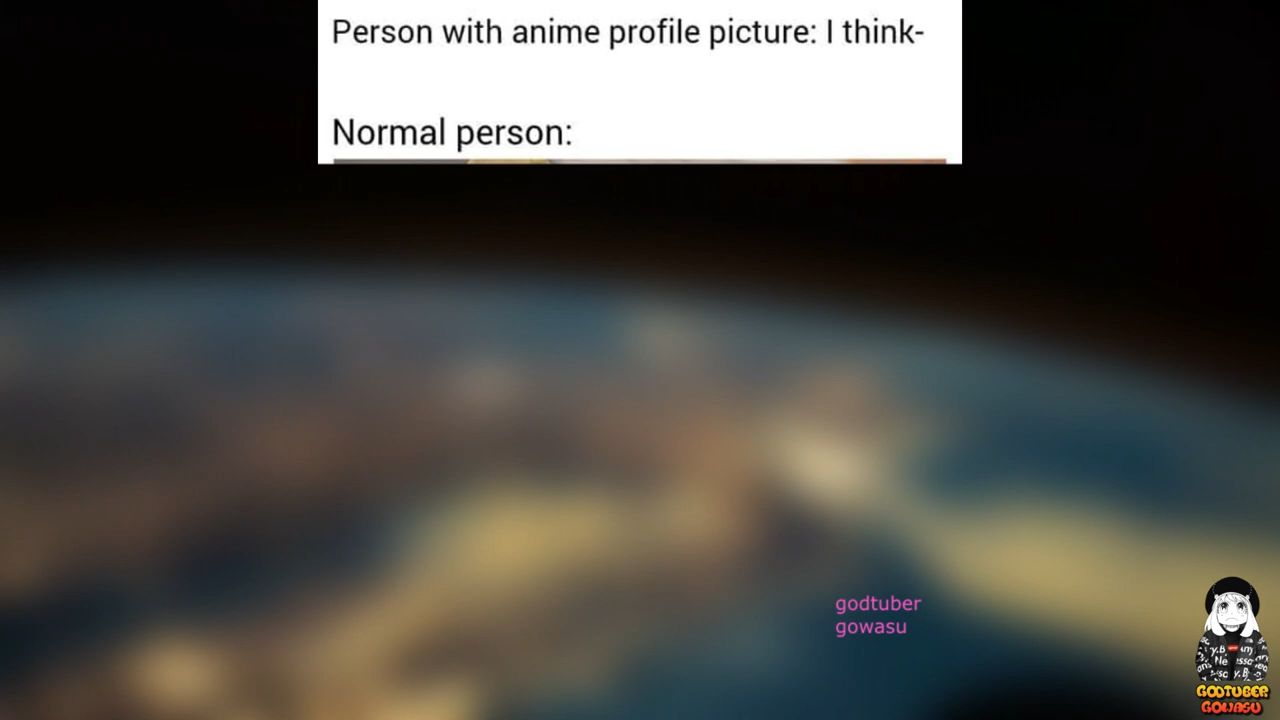 Person with anime profile picture: I think-
Normal person:
godtuber
gowasu
GODTUBER
GOWASU